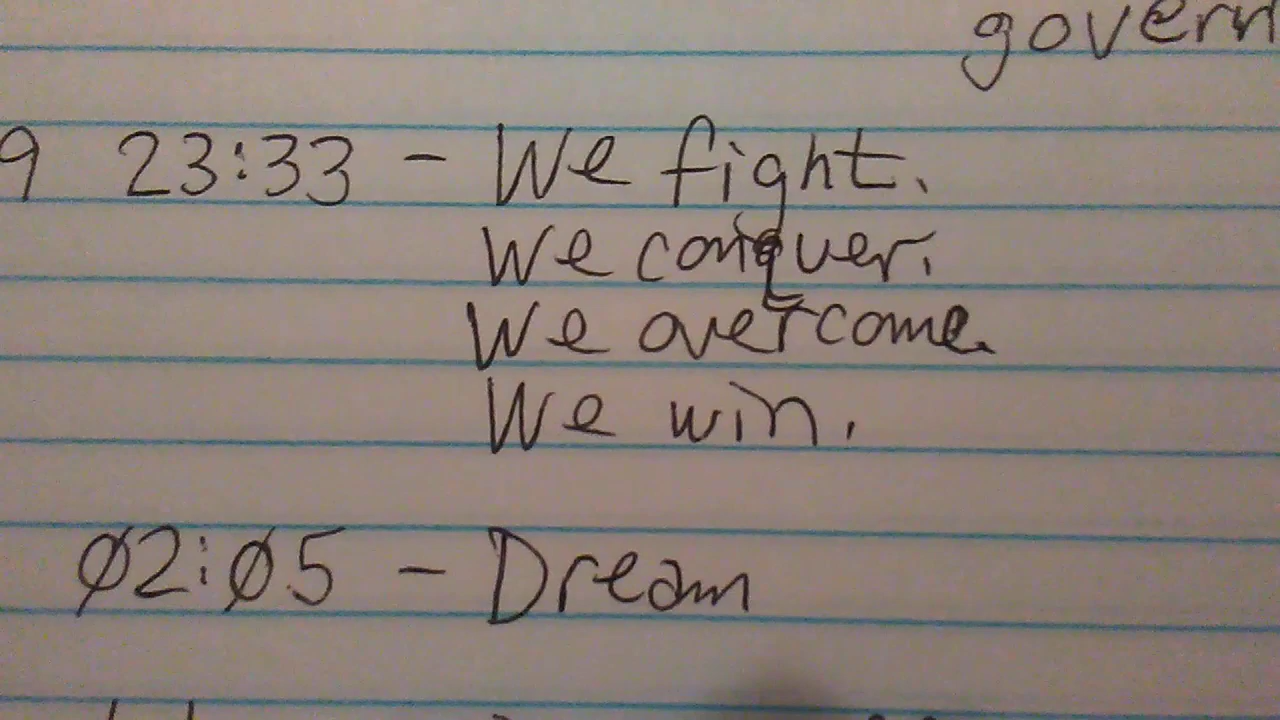 govern
9 23:33 - We fight.
We conquer.
We overcome.
We win.
Ø2:Ø5 - Dream